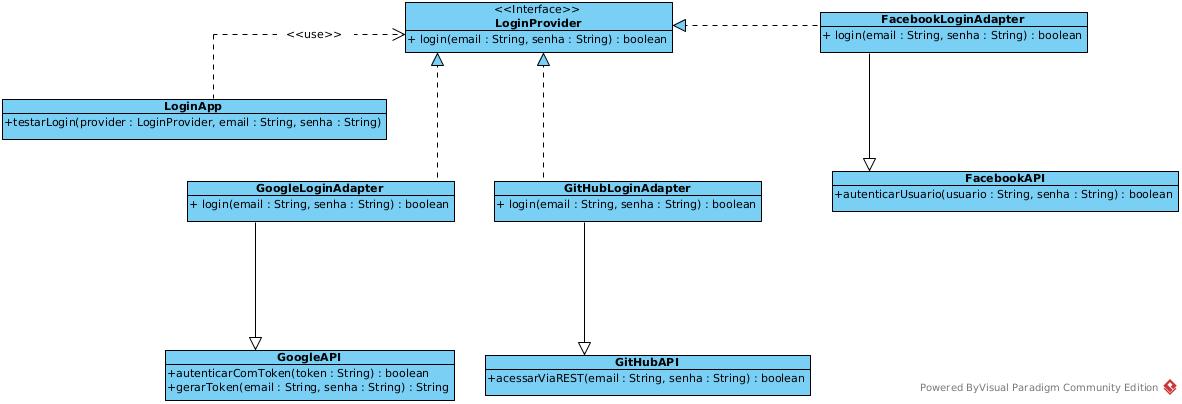 <<Interface>>
LoginProvider
+ login(email : String, senha : String) : boolean
FacebookLoginAdapter
+ login(email : String, senha : String) : boolean
<<use>>
LoginApp
+testarLogin(provider : LoginProvider, email : String, senha : String)
GoogleLoginAdapter
+ login(email : String, senha : String) : boolean
GitHubLoginAdapter
+ login(email : String, senha : String) : boolean
FacebookAPI
+autenticarUsuario(usuario : String, senha : String) : boolean
GoogleAPI
+autenticarComToken(token : String) : boolean
+gerarToken(email : String, senha : String) : String
GitHubAPI
+acessarViaREST(email : String, senha : String) : boolean
Powered ByVisual Paradigm Community Edition